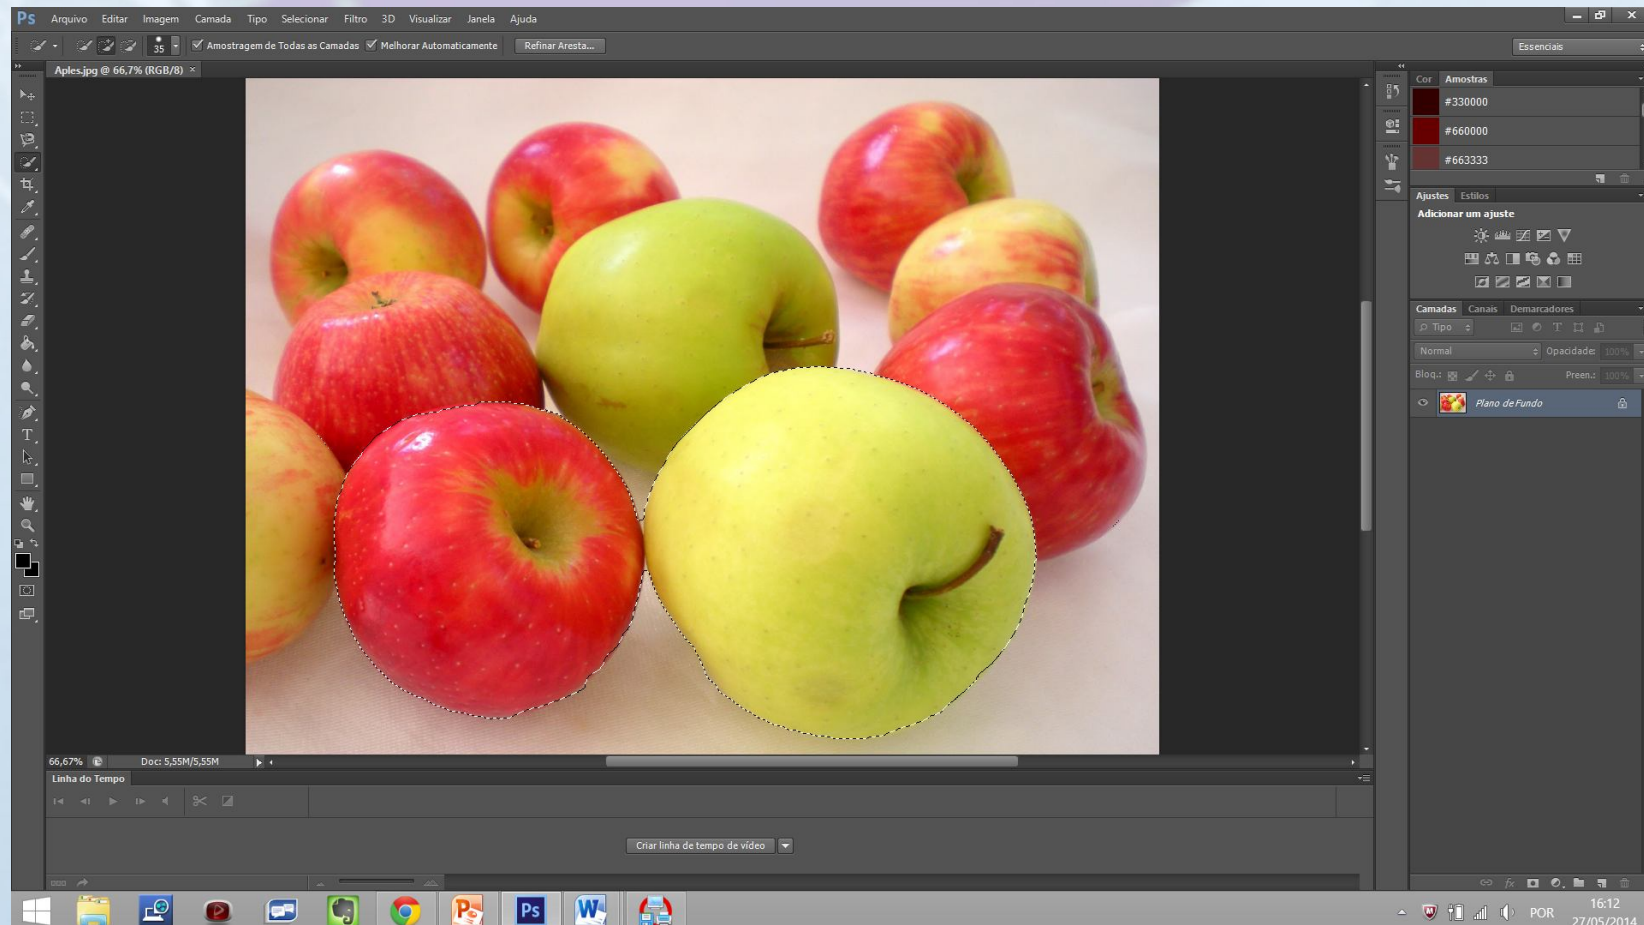 Ps Arquivo Editar Imagem Camada Tipo Selecionar Filtro 3D Visualizar Janela Ajuda
35 Amostragem de Todas as Camadas Melhorar Automaticamente Refinar Aresta... Essenciais
Aples.jpg @ 66,7% (RGB/8) ×
Cor Amostras
#330000
#660000
#663333
Ajustes Estilos
Adicionar um ajuste
Camadas Canais Demarcadores
Tipo
Normal Opacidade: 100%
Bloq.: Preen.: 100%
Plano de Fundo
66,67% Doc: 5,55M/5,55M
Linha do Tempo
Criar linha de tempo de vídeo
fx
Ps W POR 16:12
27/05/2014